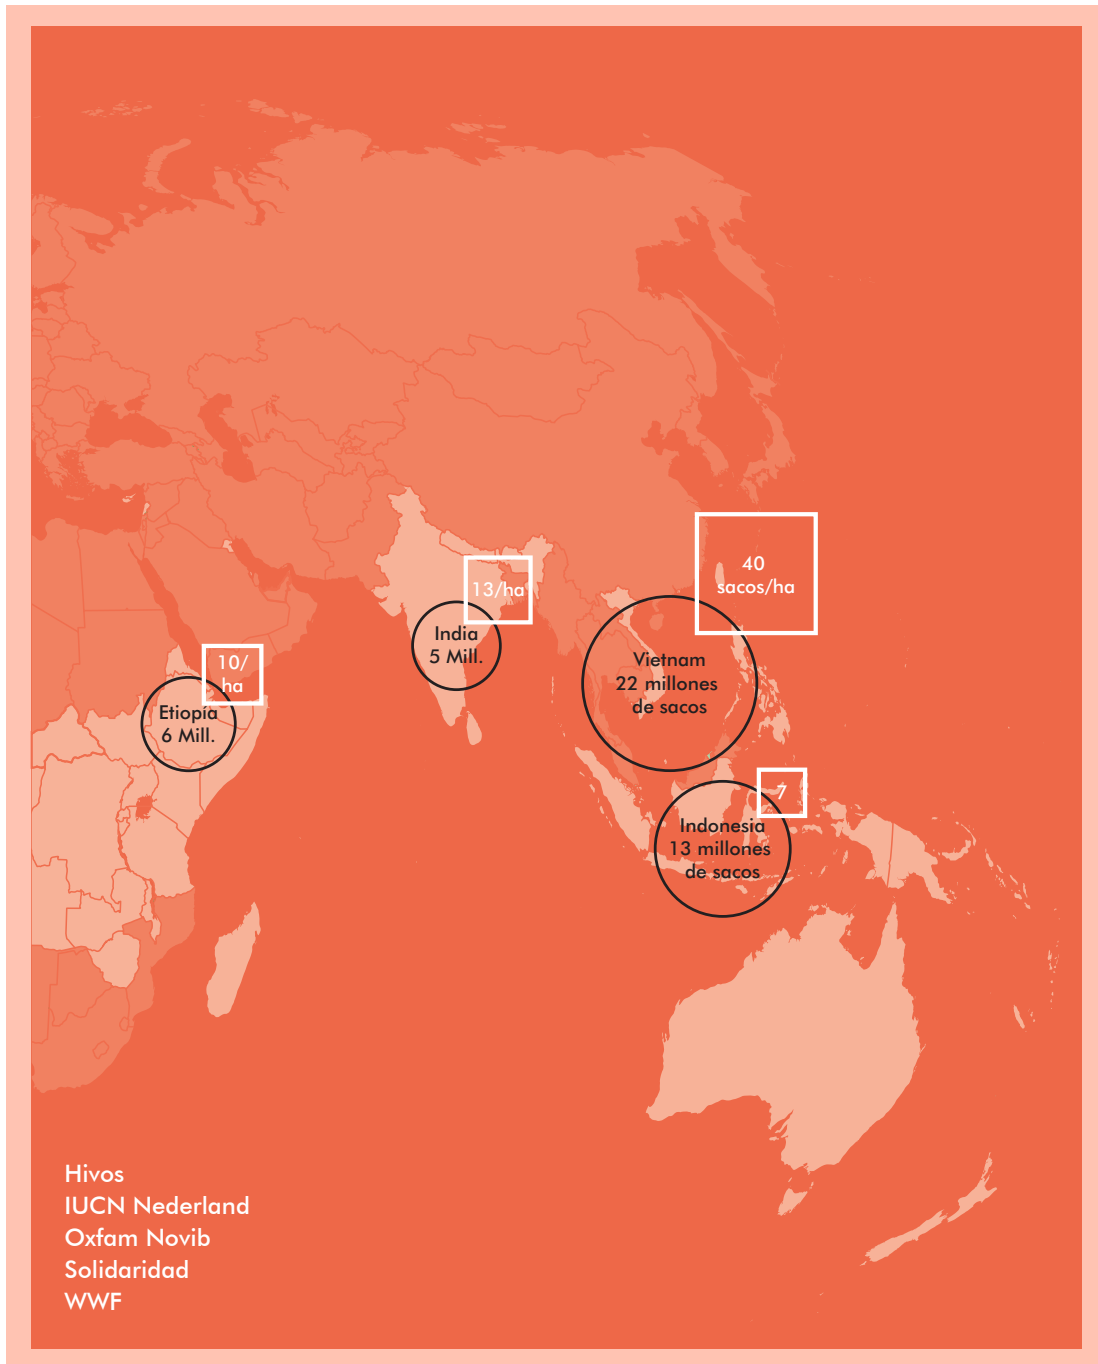 40
sacos/ha
13/ha
India
5 Mill.
10/
ha
Vietnam
22 millones
de sacos
Etiopía
6 Mill.
7
Indonesia
13 millones
de sacos
Hivos
IUCN Nederland
Oxfam Novib
Solidaridad
WWF